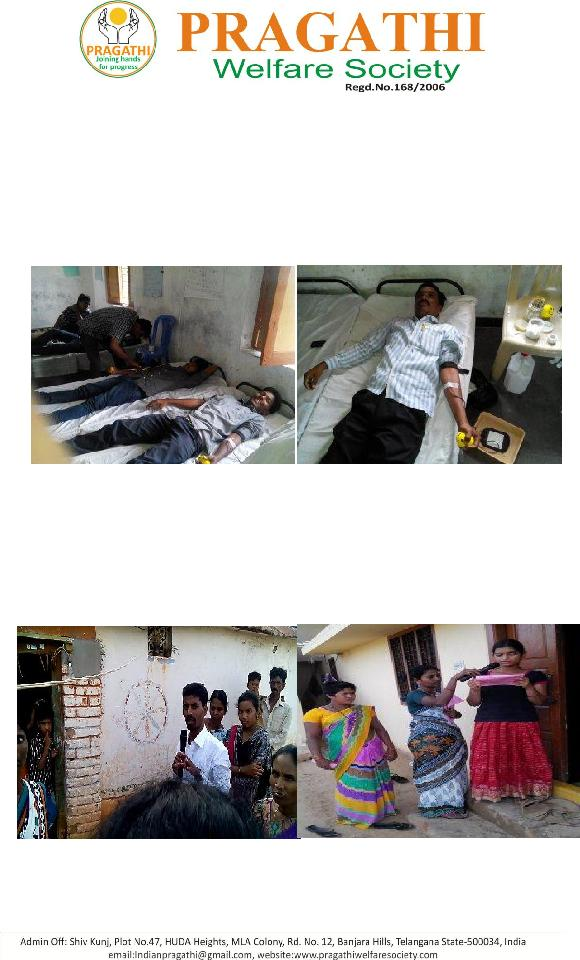 PRAGATHI
Joining hands
for progress
PRAGATHI
Welfare Society
Regd.No.168/2006
Admin Off: Shiv Kunj, Plot No.47, HUDA Heights, MLA Colony, Rd. No. 12, Banjara Hills, Telangana State-500034, India
email:Indianpragathi@gmail.com, website:www.pragathiwelfaresociety.com